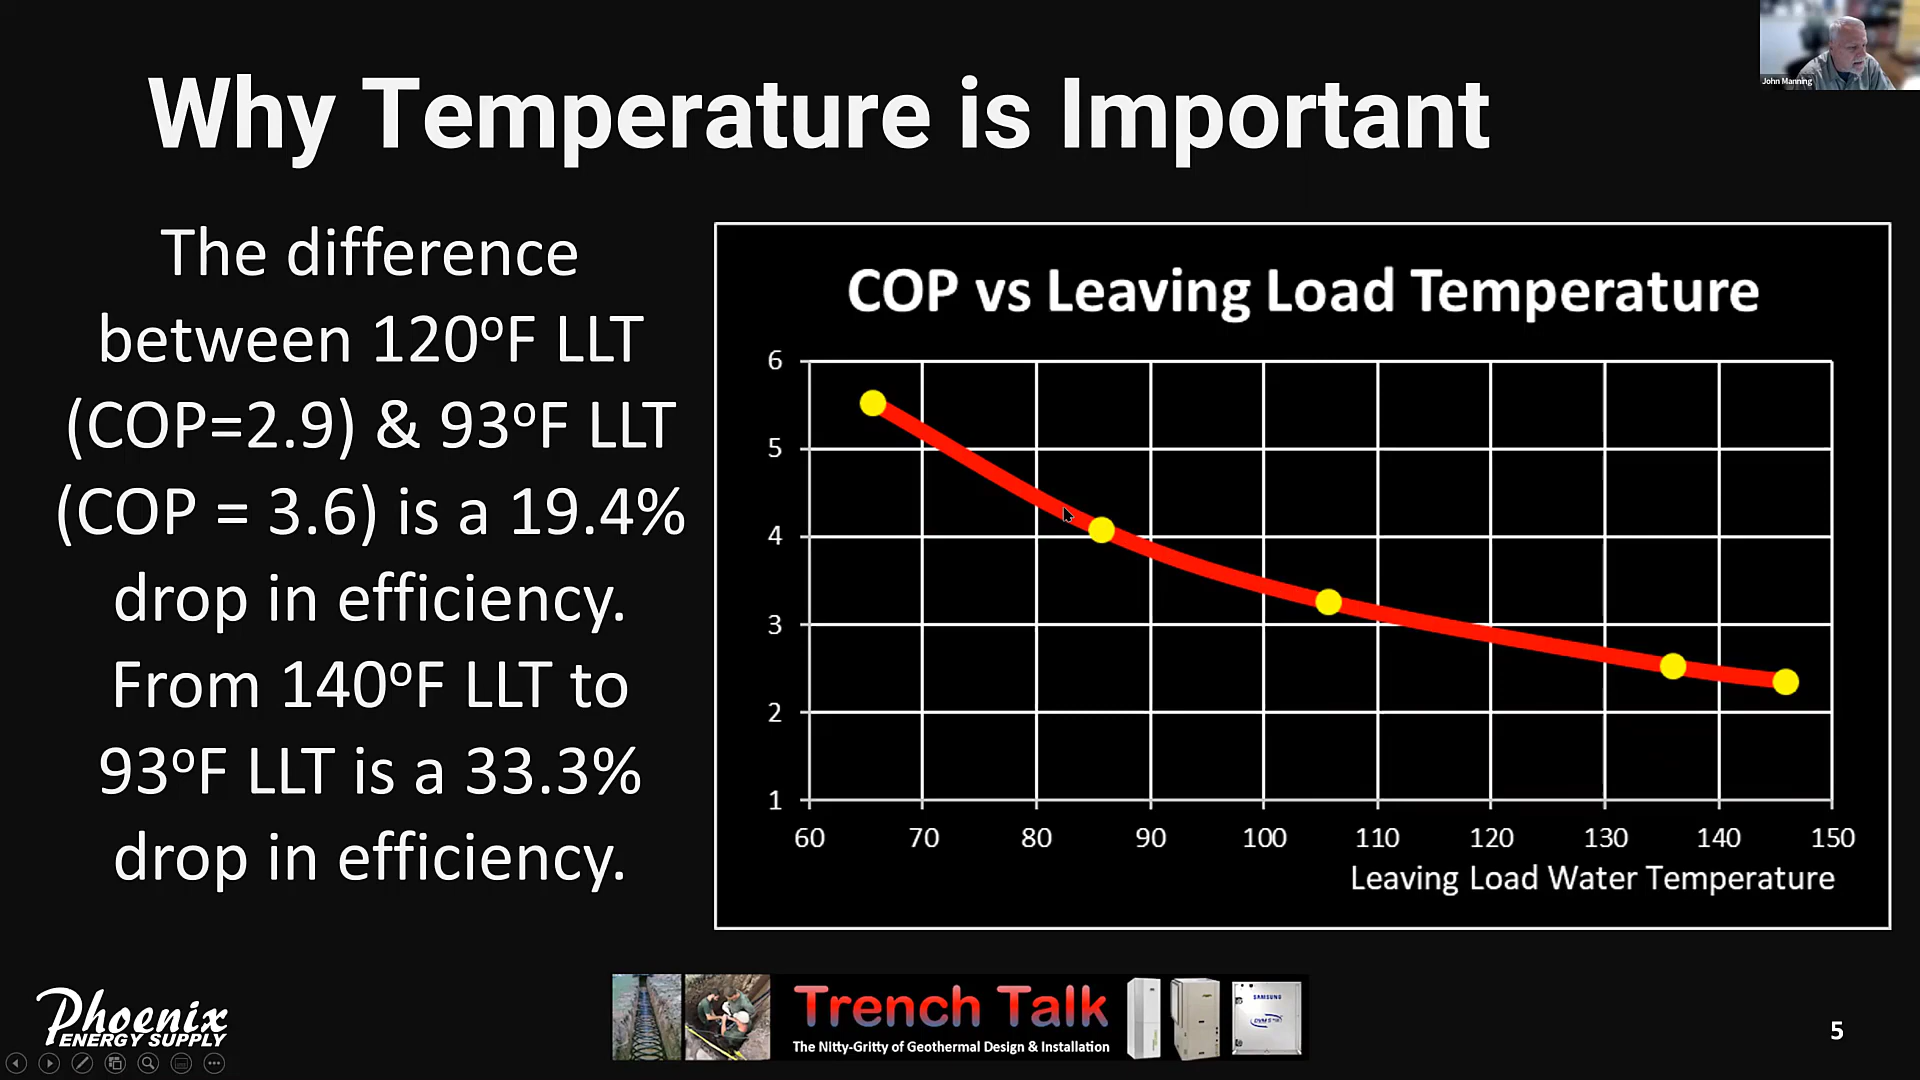 John Manning
Why Temperature is Important
The difference
between 120ºF LLT
(COP=2.9) & 93ºF LLT
(COP = 3.6) is a 19.4%
drop in efficiency.
From 140ºF LLT to
93ºF LLT is a 33.3%
drop in efficiency.
COP vs Leaving Load Temperature
6
5
4
3
2
1
60 70 80 90 100 110 120 130 140 150
Leaving Load Water Temperature
Phoenix
ENERGY SUPPLY
Trench Talk
The Nitty-Gritty of Geothermal Design & Installation
SAMSUNG
5